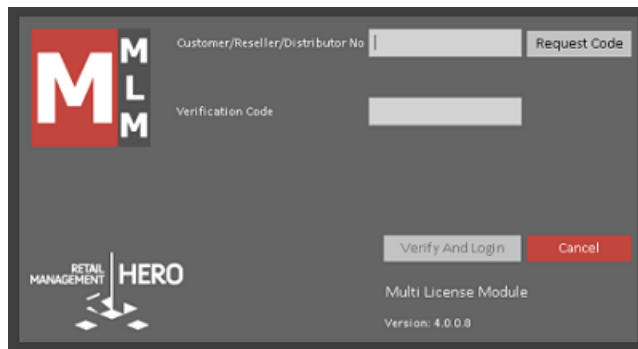 M
M
L
M
Customer/Reseller/Distributor No
Request Code
Verification Code
Verify And Login
Cancel
RETAIL
MANAGEMENT HERO
Multi License Module
Version: 4.0.0.8